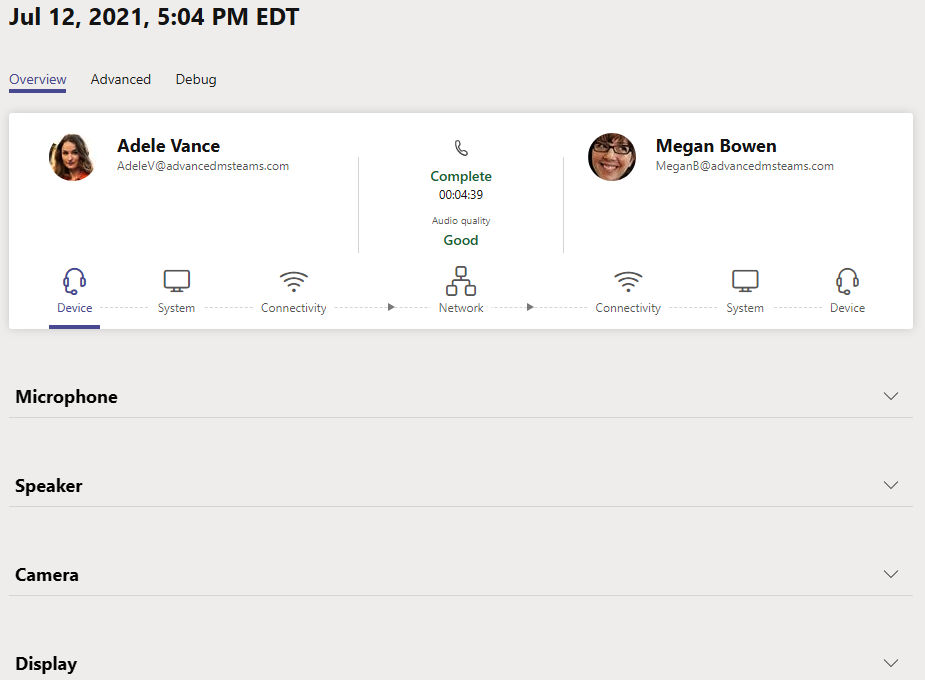 Jul 12, 2021, 5:04 PM EDT
Overview Advanced Debug
Adele Vance
AdeleV@advancedmsteams.com
Complete
00:04:39
Audio quality
Good
Megan Bowen
MeganB@advancedmsteams.com
Device System Connectivity Network Connectivity System Device
Microphone
Speaker
Camera
Display